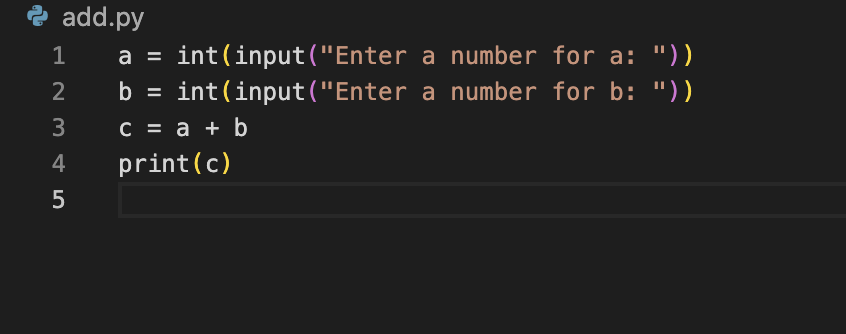 add.py
1 a = int(input("Enter a number for a: "))
2 b = int(input("Enter a number for b: "))
3 c = a + b
4 print(c)
5